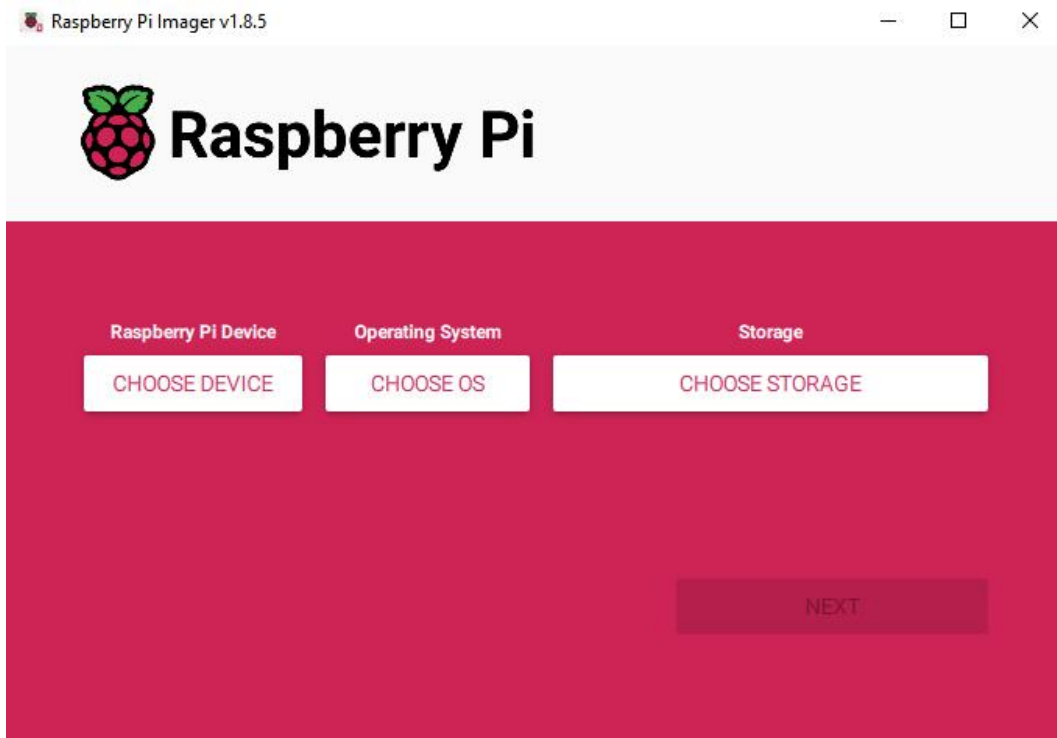 Raspberry Pi Imager v1.8.5
Raspberry Pi
Raspberry Pi Device Operating System Storage
CHOOSE DEVICE CHOOSE OS CHOOSE STORAGE
NEXT